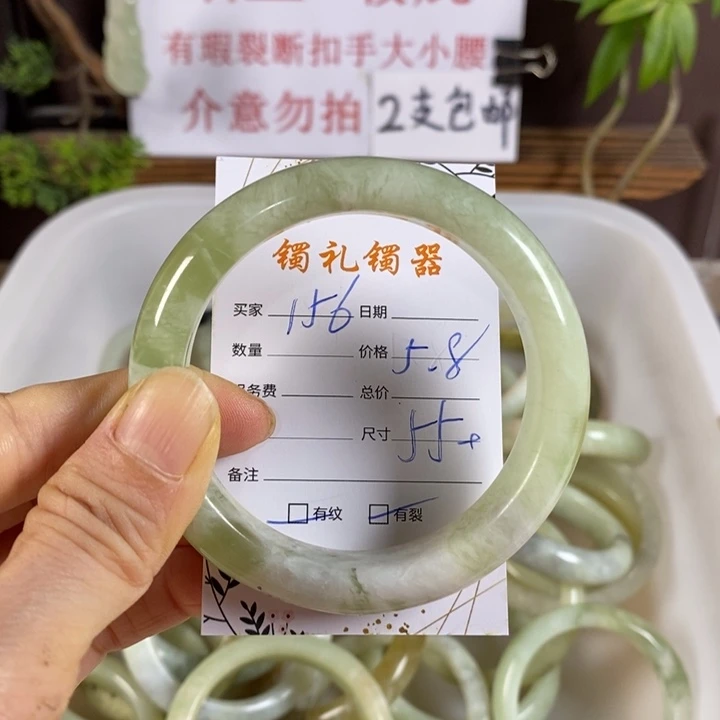 有瑕裂断扣手大小腰
介意勿拍 2支包邮
镯礼镯器
买家 156 日期
数量 价格 5.8
务费 总价
尺寸 55+
备注
有纹 有裂